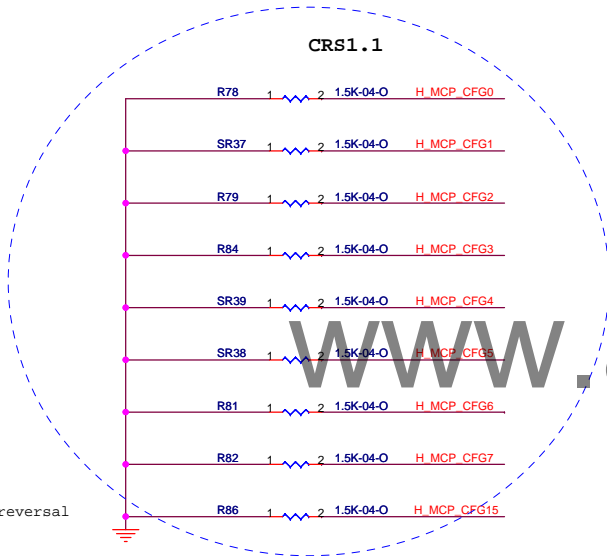 CRS1.1
R78 1 2 1.5K-04-O H_MCP_CFG0
SR37 1 2 1.5K-04-O H_MCP_CFG1
R79 1 2 1.5K-04-O H_MCP_CFG2
R84 1 2 1.5K-04-O H_MCP_CFG3
SR39 1 2 1.5K-04-O H_MCP_CFG4
www.
SR38 1 2 1.5K-04-O H_MCP_CFG5
R81 1 2 1.5K-04-O H_MCP_CFG6
R82 1 2 1.5K-04-O H_MCP_CFG7
reversal
R86 1 2 1.5K-04-O H_MCP_CFG15